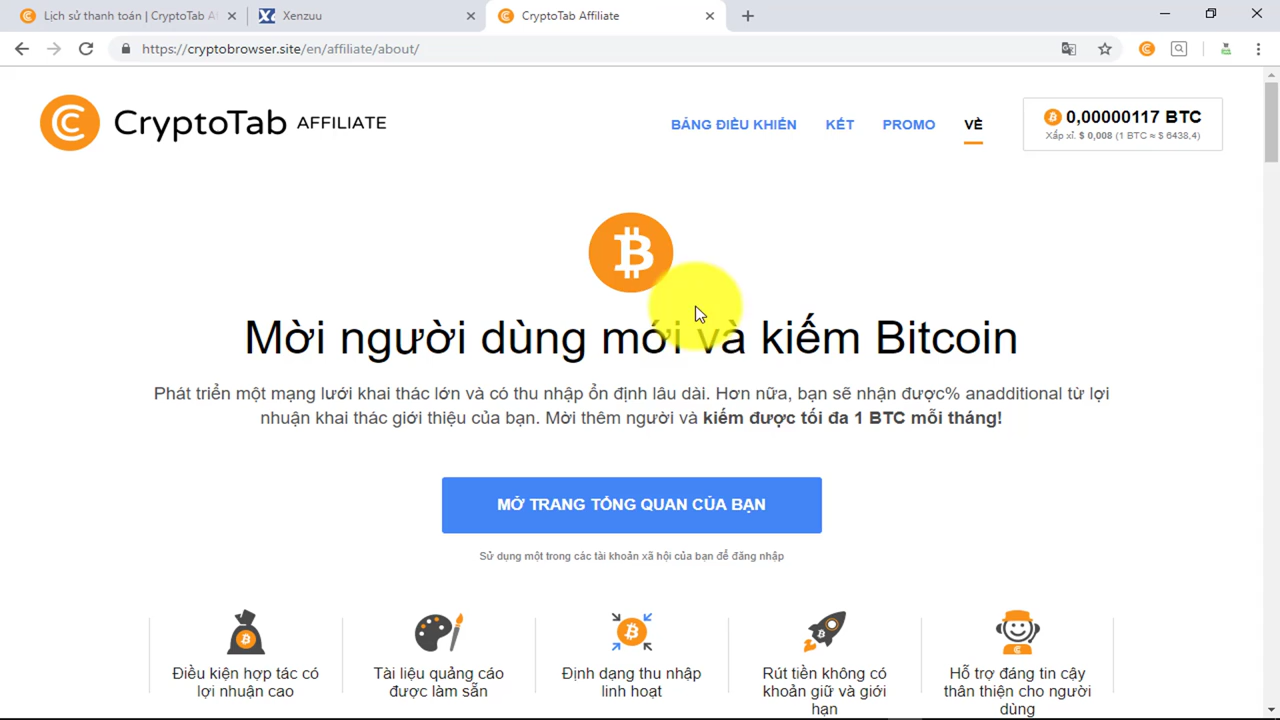 Lịch sử thanh toán | CryptoTab Af
Xenzuu
CryptoTab Affiliate
https://cryptobrowser.site/en/affiliate/about/
CryptoTab AFFILIATE
BẢNG ĐIỀU KHIỂN
KÉT
PROMO
VỀ
0,00000117 BTC
Xấp xỉ. $ 0,008 (1 BTC ≈ $ 6438,4)
Mời người dùng mới và kiếm Bitcoin
Phát triển một mạng lưới khai thác lớn và có thu nhập ổn định lâu dài. Hơn nữa, bạn sẽ nhận được% anadditional từ lợi
nhuận khai thác giới thiệu của bạn. Mời thêm người và kiếm được tối đa 1 BTC mỗi tháng!
MỞ TRANG TỔNG QUAN CỦA BẠN
Sử dụng một trong các tài khoản xã hội của bạn để đăng nhập
Điều kiện hợp tác có
lợi nhuận cao
Tài liệu quảng cáo
được làm sẵn
Định dạng thu nhập
linh hoạt
Rút tiền không có
khoản giữ và giới
hạn
Hỗ trợ đáng tin cậy
thân thiện cho người
dùng